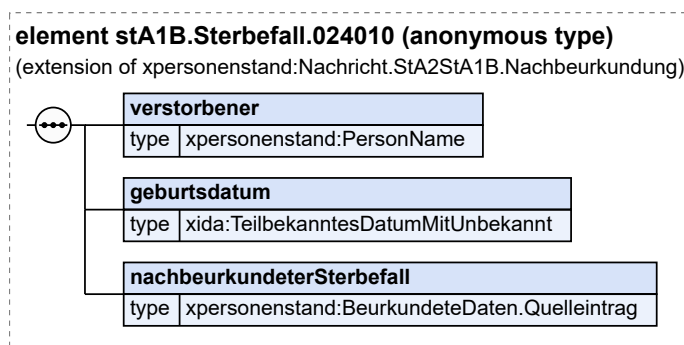 element stA1B.Sterbefall.024010 (anonymous type)
(extension of xpersonenstand:Nachricht.StA2StA1B.Nachbeurkundung)
verstorbener
type xpersonenstand:PersonName
geburtsdatum
type xida:TeilbekanntesDatumMitUnbekannt
nachbeurkundeterSterbefall
type xpersonenstand:BeurkundeteDaten.Quelleintrag